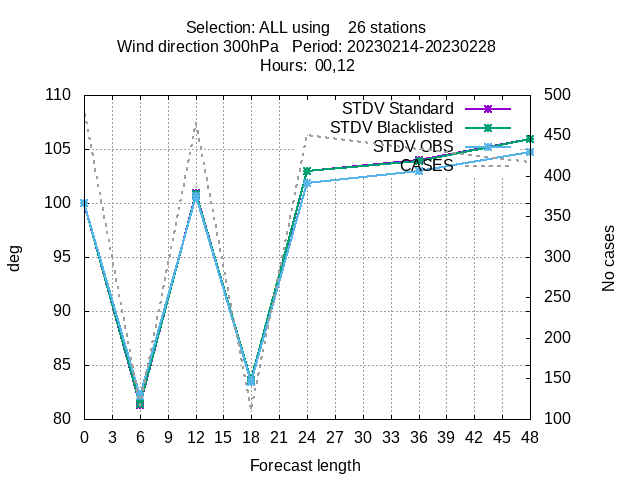 Selection: ALL using 26 stations
Wind direction 300hPa Period: 20230214-20230228
Hours: 00,12
110
105
100
95
90
85
80
deg
500
450
400
350
300
250
200
150
100
No cases
STDV Standard
STDV Blacklisted
STDV OBS
CASES
0 3 6 9 12 15 18 21 24 27 30 33 36 39 42 45 48
Forecast length